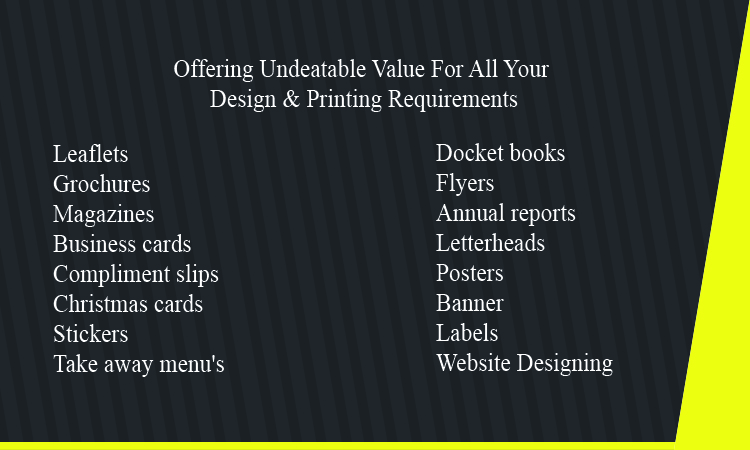 Offering Undeatable Value For All Your
Design & Printing Requirements
Leaflets
Grochures
Magazines
Business cards
Compliment slips
Christmas cards
Stickers
Take away menu's
Docket books
Flyers
Annual reports
Letterheads
Posters
Banner
Labels
Website Designing